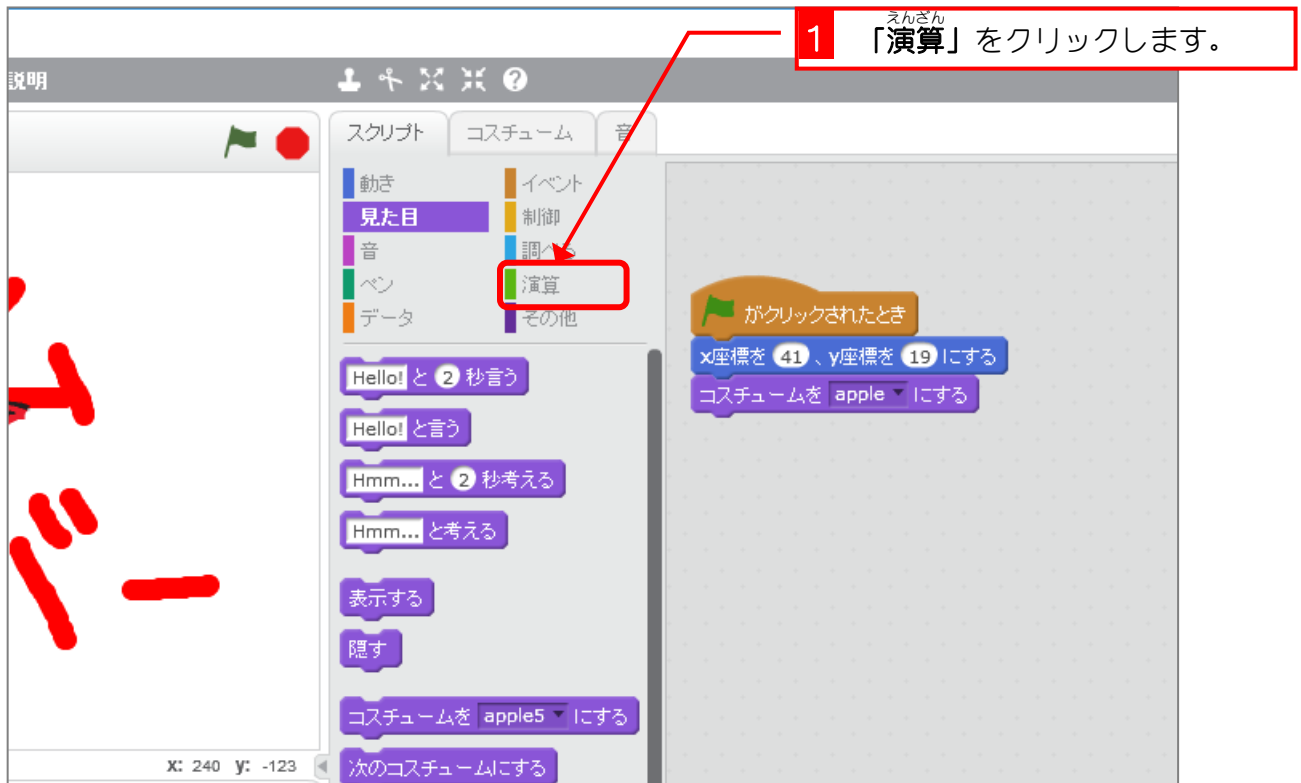 えんざん
1 「演算」をクリックします。
説明
スクリプト コスチューム 音
動き イベント
見た目 制御
音 調べる
ペン 演算
データ その他
がクリックされたとき
x座標を 41 、y座標を 19 にする
コスチュームを apple にする
Hello! と 2 秒言う
Hello! と言う
Hmm... と 2 秒考える
Hmm... と考える
表示する
隠す
コスチュームを apple5 にする
次のコスチュームにする
バー
x: 240 y: -123